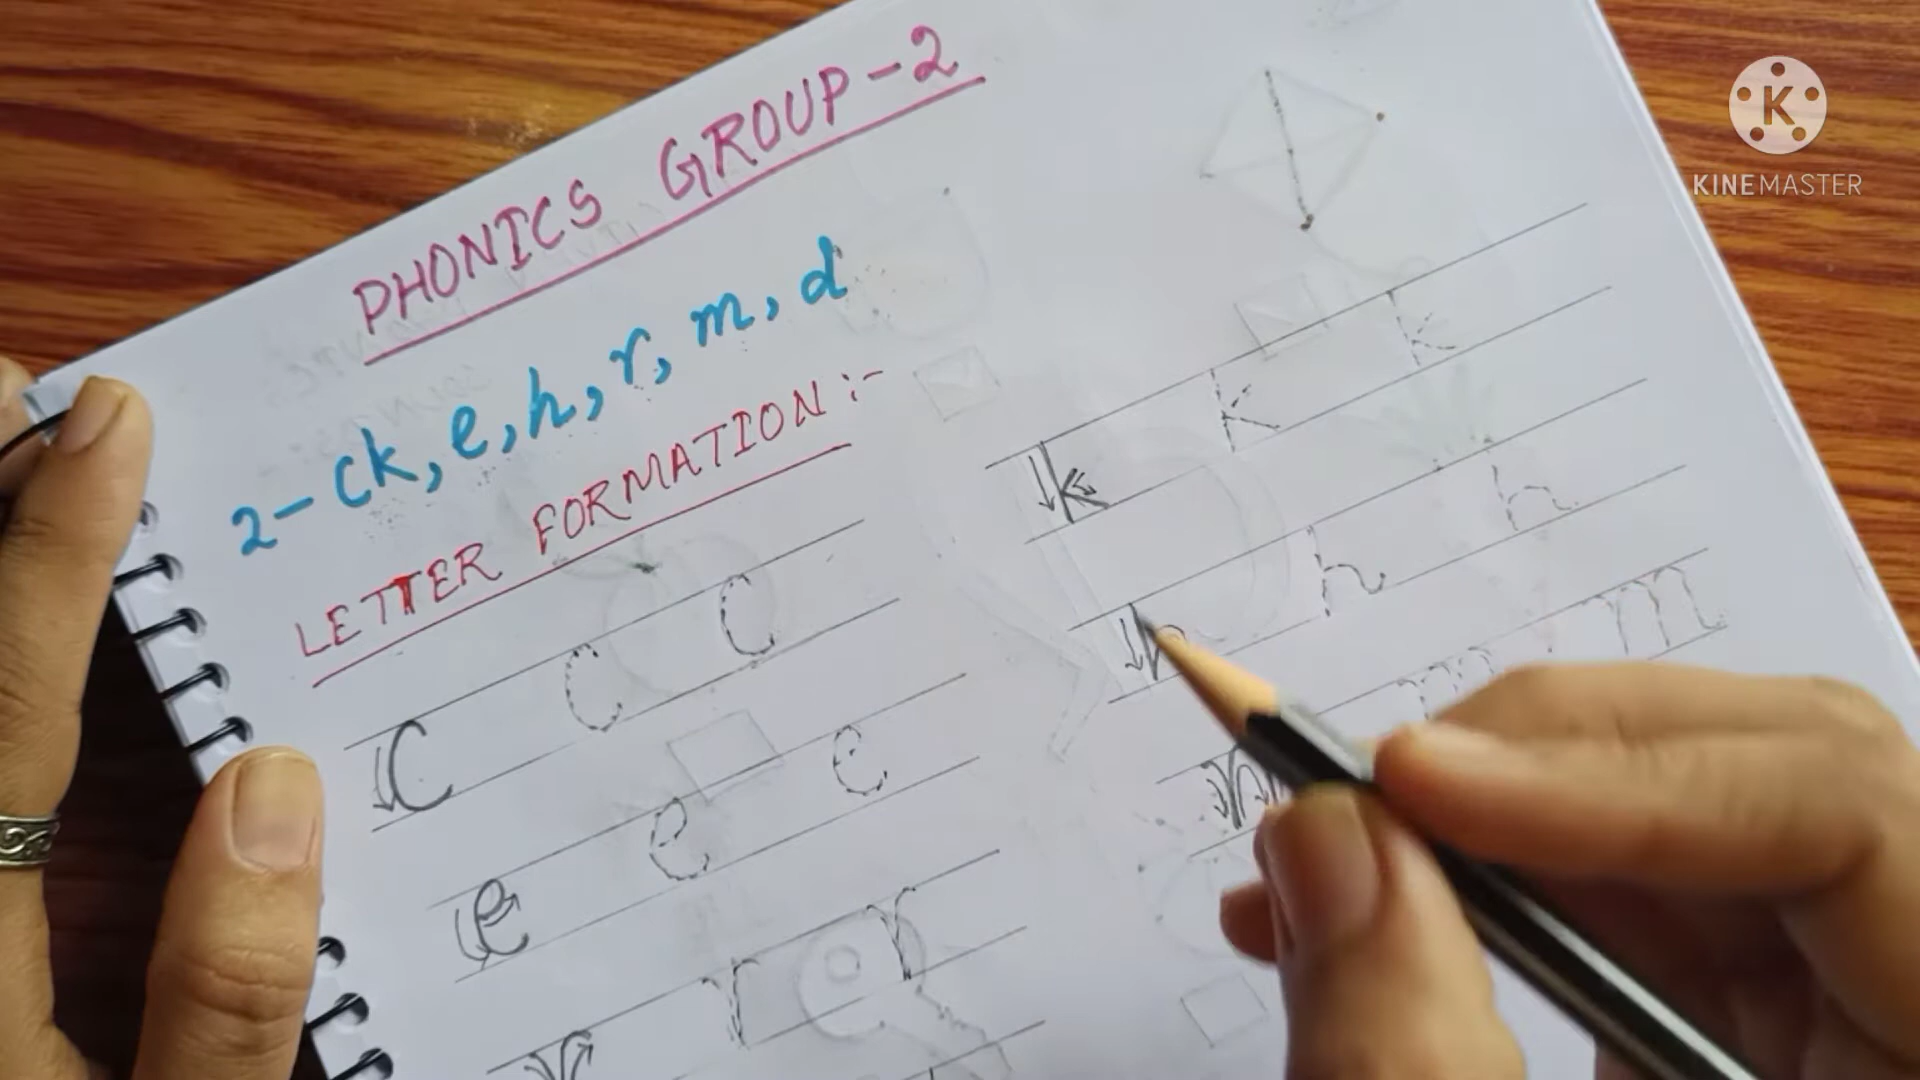 PHONICS GROUP-2
2- ck, e, h, r, m, d
LETTER FORMATION:-
C C C
e e e
r r r
k k k
h h h
m m m
K
KINEMASTER